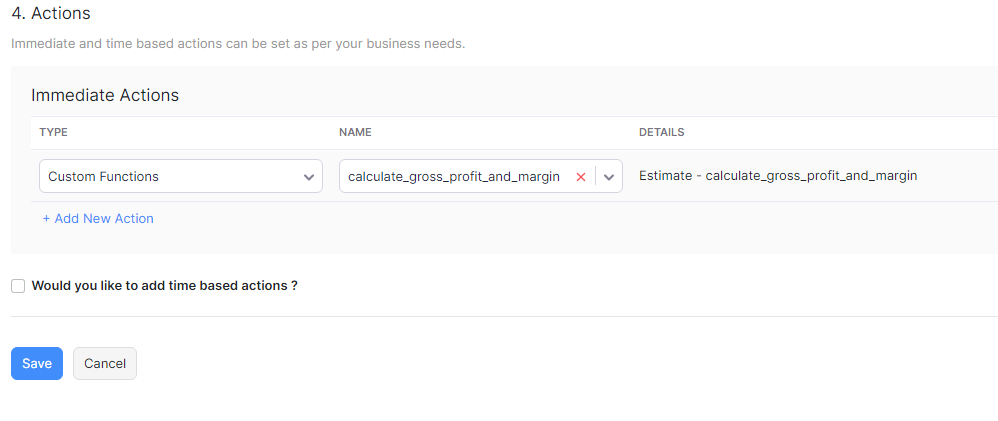 4. Actions
Immediate and time based actions can be set as per your business needs.
Immediate Actions
TYPE NAME DETAILS
Custom Functions calculate_gross_profit_and_margin Estimate - calculate_gross_profit_and_margin
+ Add New Action
Would you like to add time based actions ?
Save Cancel